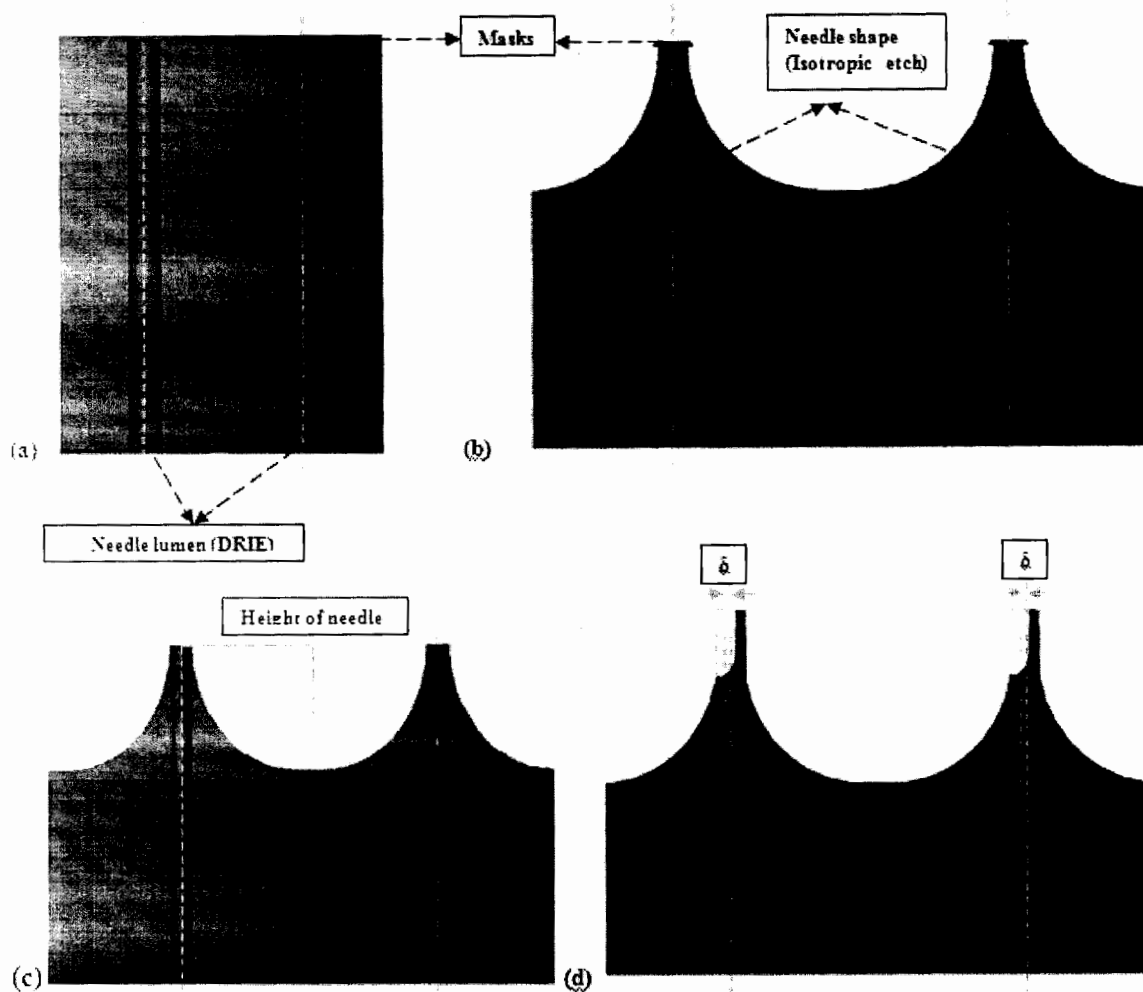 Masks
Needle shape
(Isotropic etch)
(a)
(b)
Needle lumen (DRIE)
δ
δ
Height of needle
(c)
(d)